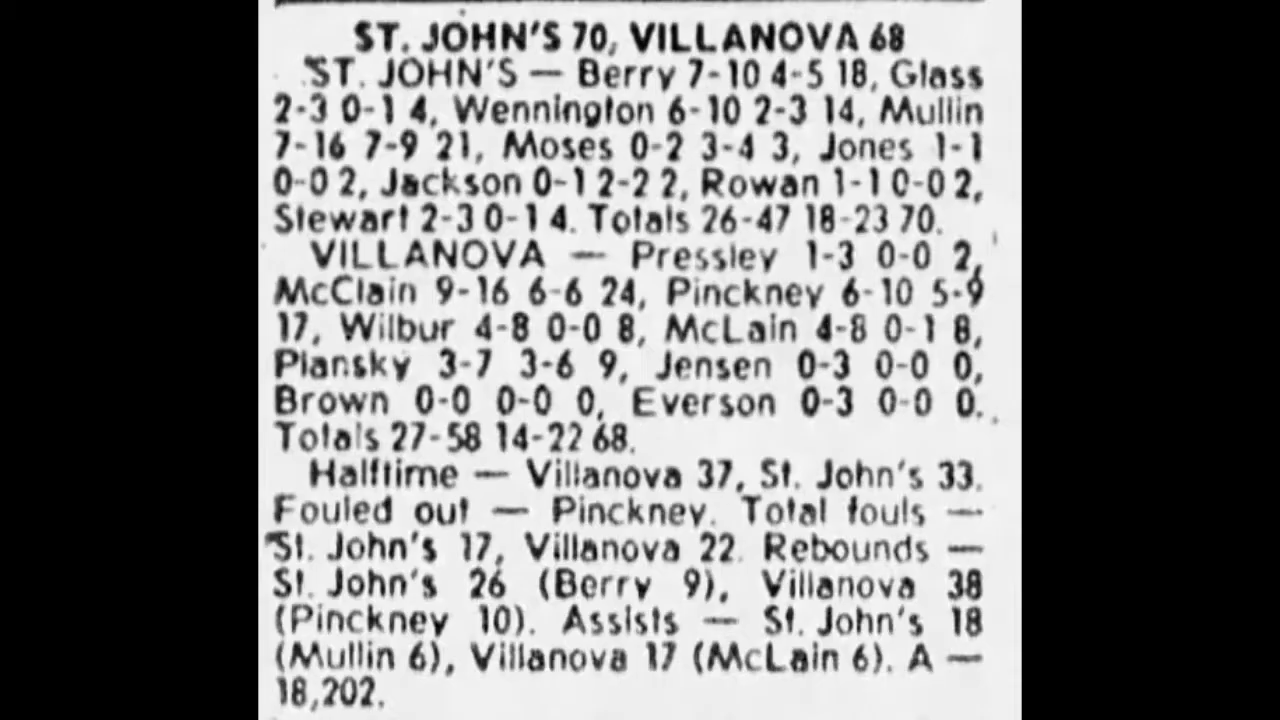 ST. JOHN'S 70, VILLANOVA 68
ST. JOHN'S — Berry 7-10 4-5 18, Glass
2-3 0-1 4, Wennington 6-10 2-3 14, Mullin
7-16 7-9 21, Moses 0-2 3-4 3, Jones 1-1
0-0 2, Jackson 0-1 2-2 2, Rowan 1-1 0-0 2,
Stewart 2-3 0-1 4. Totals 26-47 18-23 70.
VILLANOVA — Pressley 1-3 0-0 2,
McClain 9-16 6-6 24, Pinckney 6-10 5-9
17, Wilbur 4-8 0-0 8, McLain 4-8 0-1 8,
Plansky 3-7 3-6 9, Jensen 0-3 0-0 0,
Brown 0-0 0-0 0, Everson 0-3 0-0 0.
Totals 27-58 14-22 68.
Halftime — Villanova 37, St. John's 33.
Fouled out — Pinckney. Total fouls —
St. John's 17, Villanova 22. Rebounds —
St. John's 26 (Berry 9), Villanova 38
(Pinckney 10). Assists — St. John's 18
(Mullin 6), Villanova 17 (McLain 6). A —
18,202.